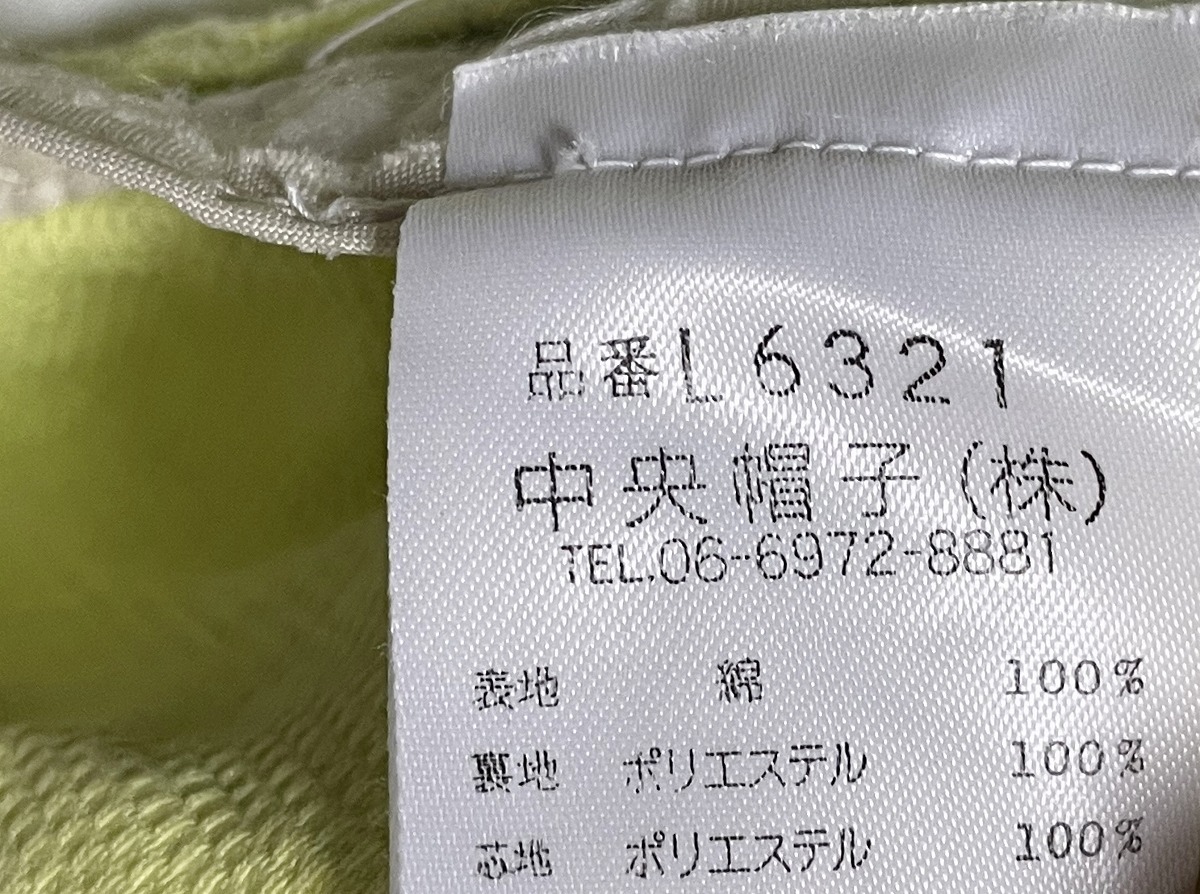 品番L6321
中央帽子(株)
TEL.06-6972-8881
表地 綿 100%
裏地 ポリエステル 100%
芯地 ポリエステル 100%